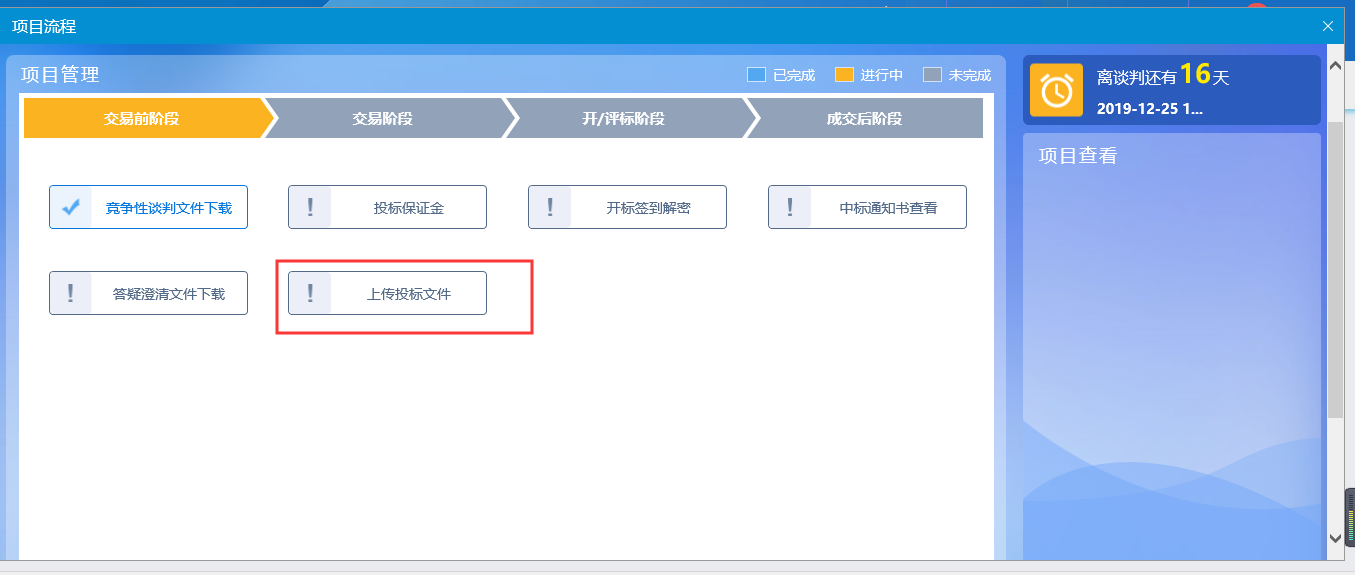 项目流程
项目管理
已完成 进行中 未完成
交易前阶段 交易阶段 开/评标阶段 成交后阶段
竞争性谈判文件下载 投标保证金 开标签到解密 中标通知书查看
答疑澄清文件下载 上传投标文件
离谈判还有16天
2019-12-25 1...
项目查看